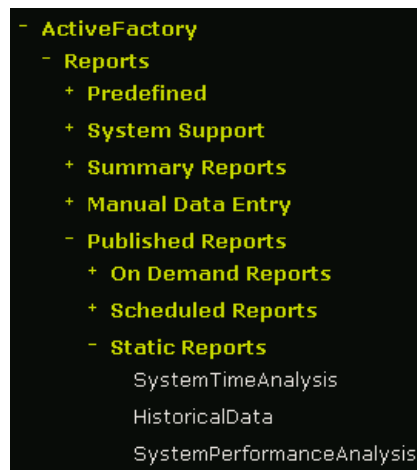 - ActiveFactory
- Reports
+ Predefined
+ System Support
+ Summary Reports
+ Manual Data Entry
- Published Reports
+ On Demand Reports
+ Scheduled Reports
- Static Reports
SystemTimeAnalysis
HistoricalData
SystemPerformanceAnalysis